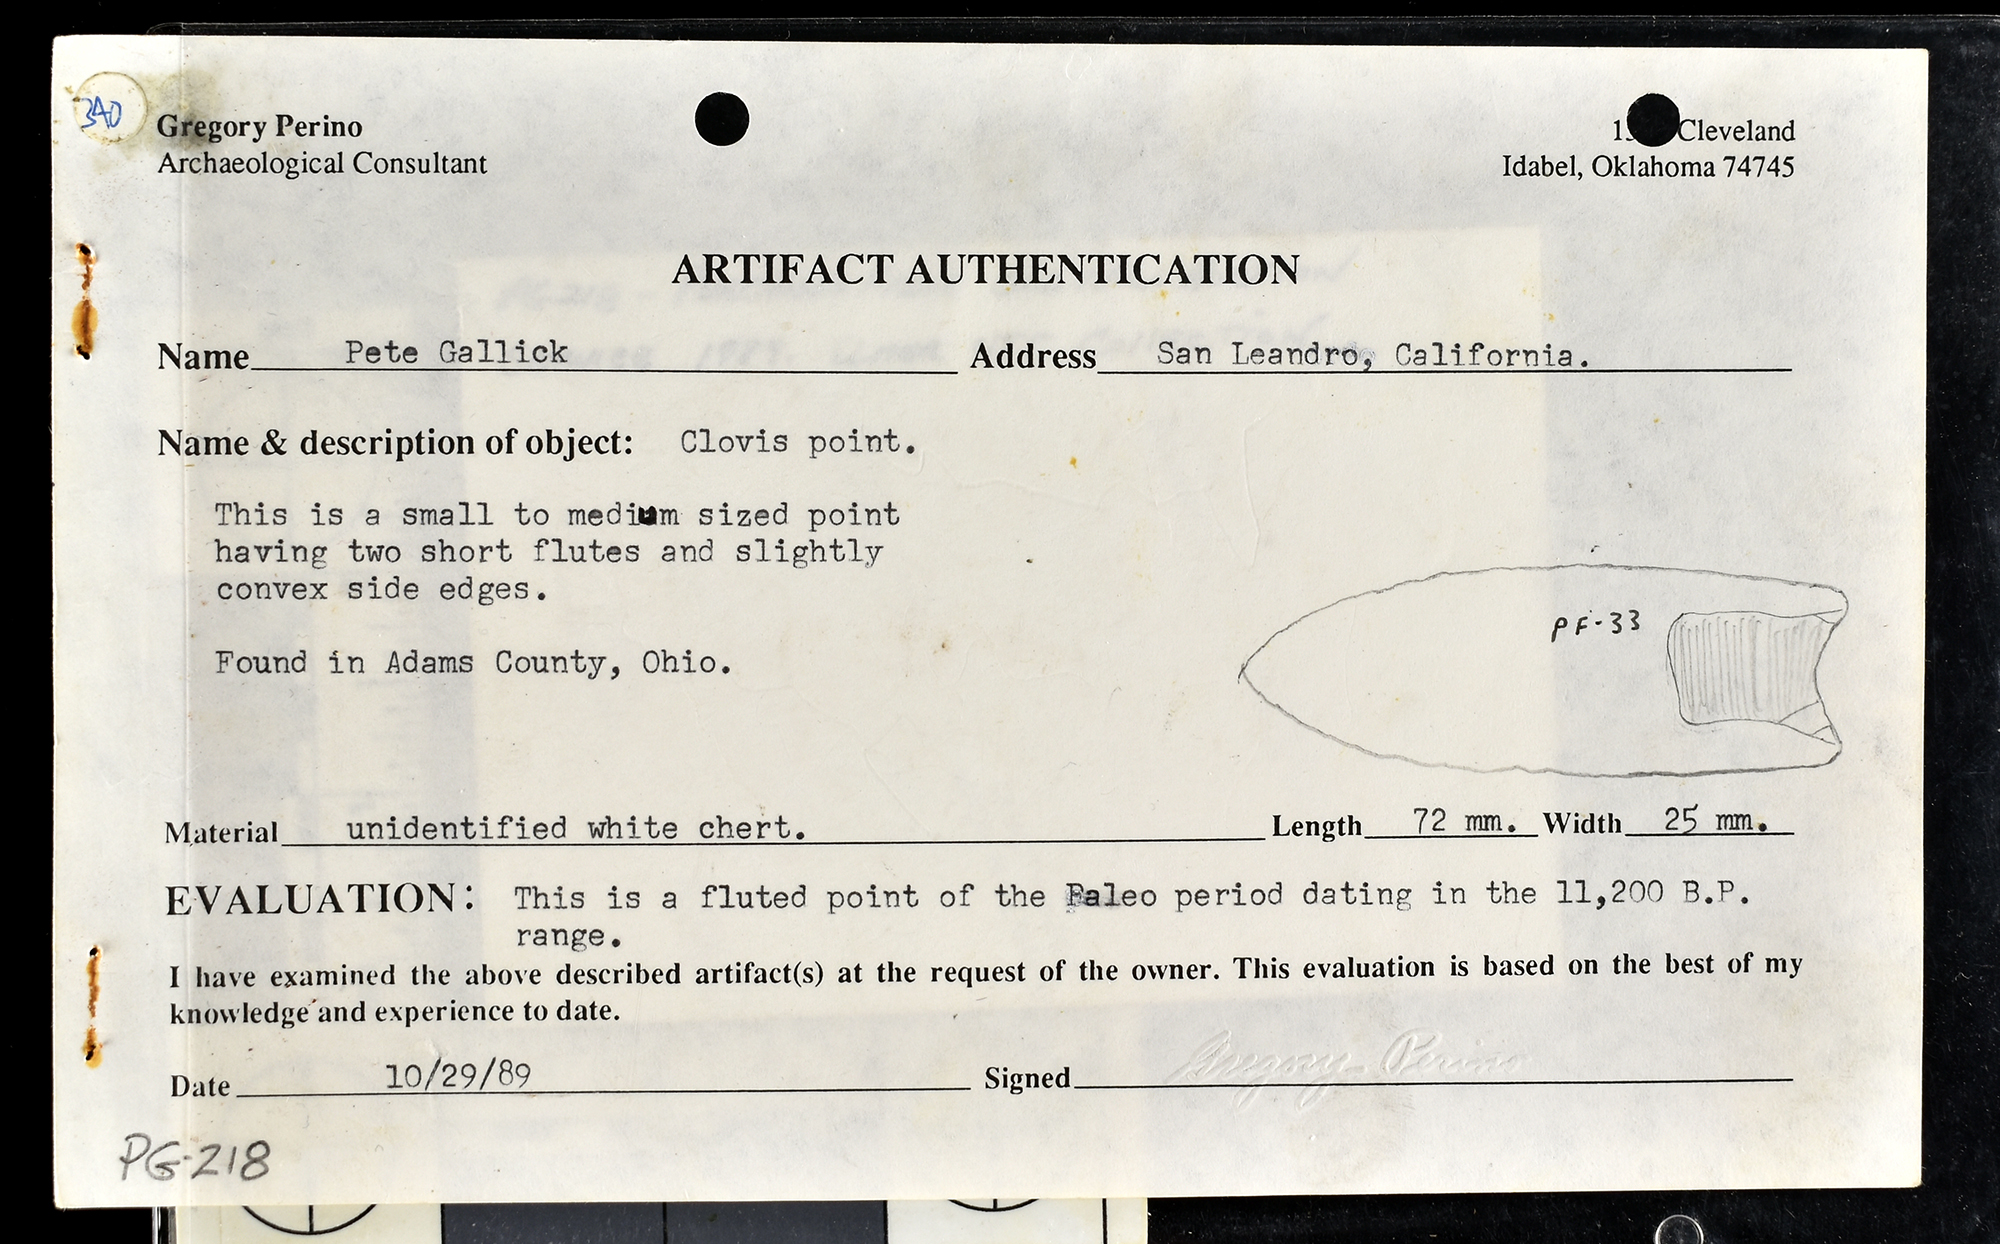 340
Gregory Perino
Archaeological Consultant
Cleveland
Idabel, Oklahoma 74745
ARTIFACT AUTHENTICATION
Name Pete Gallick Address San Leandro, California.
Name & description of object: Clovis point.
This is a small to medium sized point
having two short flutes and slightly
convex side edges.
Found in Adams County, Ohio.
PF-33
Material unidentified white chert. Length 72 mm. Width 25 mm.
EVALUATION: This is a fluted point of the Paleo period dating in the 11,200 B.P.
range.
I have examined the above described artifact(s) at the request of the owner. This evaluation is based on the best of my
knowledge and experience to date.
Date 10/29/89 Signed Gregory Perino
PG-218